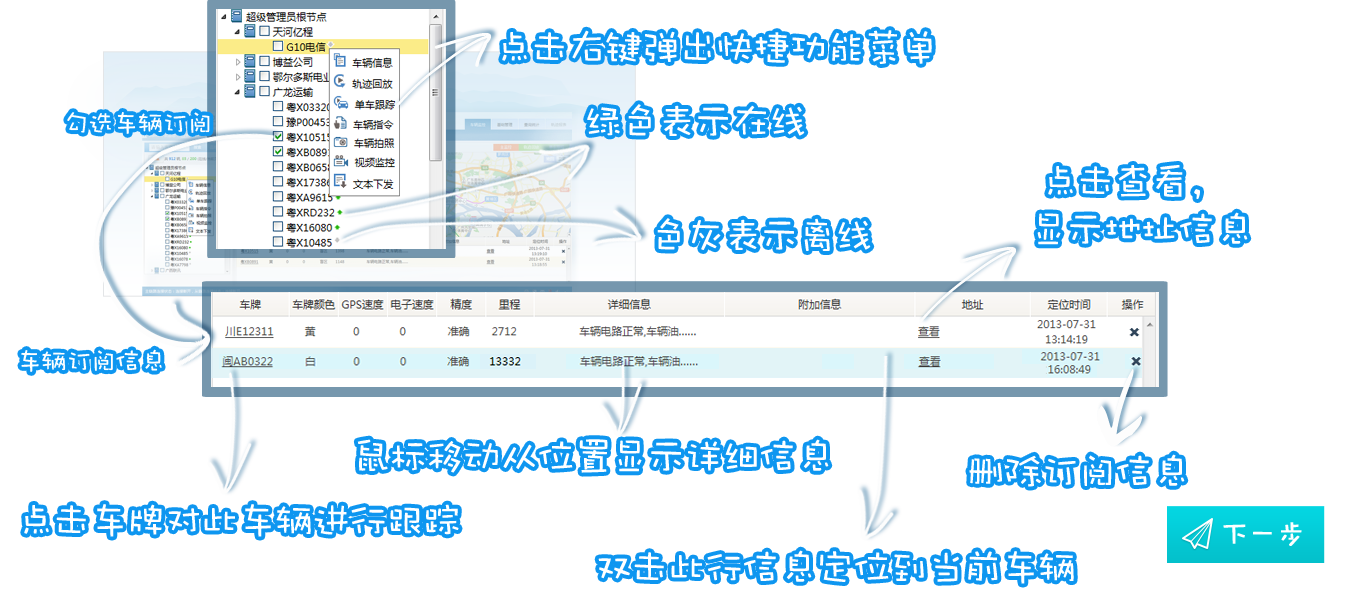 超级管理员根节点
天河亿程
G10电信
博益公司
鄂尔多斯电业
广龙运输
粤X03320
豫P00453
粤X10515
粤XB089
粤XB065
粤X17386
粤XA9615
粤XRD232
粤X16080
粤X10485
车辆信息
轨迹回放
单车跟踪
车辆指令
车辆拍照
视频监控
文本下发
点击右键弹出快捷功能菜单
勾选车辆订阅
绿色表示在线
色灰表示离线
点击查看,
显示地址信息
车辆订阅信息
车牌 车牌颜色 GPS速度 电子速度 精度 里程 详细信息 附加信息 地址 定位时间 操作
川E12311 黄 0 0 准确 2712 车辆电路正常,车辆油...... 查看 2013-07-31
13:14:19
闽AB0322 白 0 0 准确 13332 车辆电路正常,车辆油...... 查看 2013-07-31
16:08:49
鼠标移动从位置显示详细信息
删除订阅信息
点击车牌对此车辆进行跟踪
双击此行信息定位到当前车辆
下一步